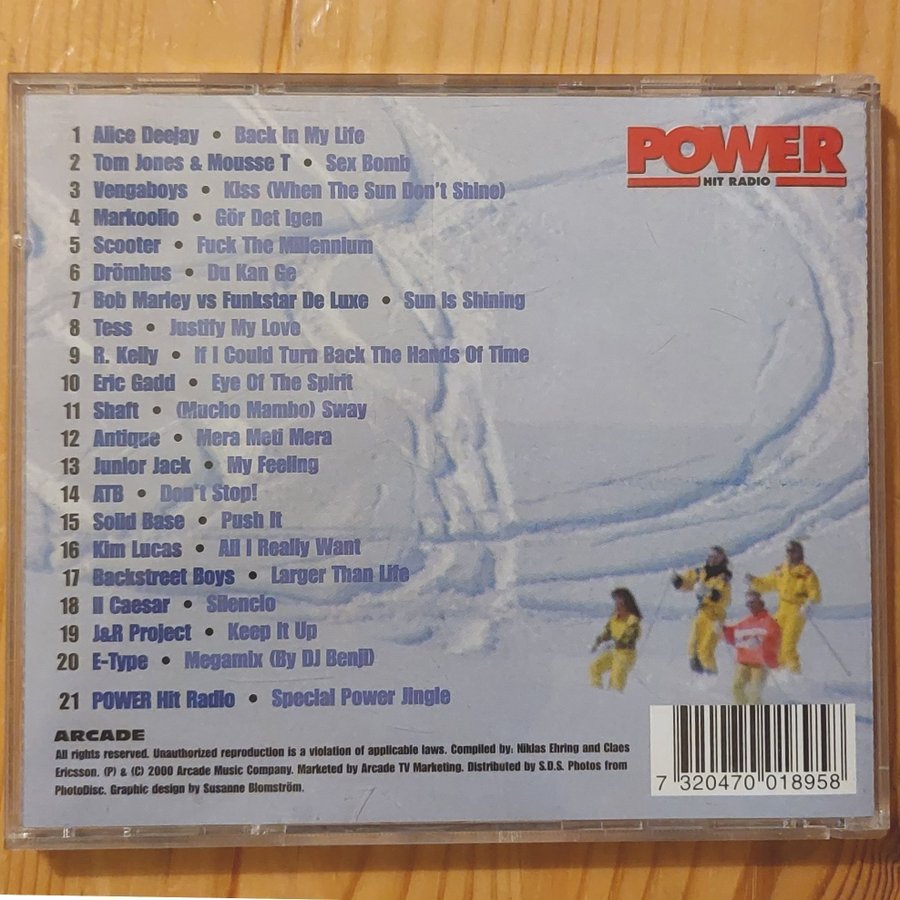 POWER
HIT RADIO
1 Alice Deejay • Back In My Life
2 Tom Jones & Mousse T • Sex Bomb
3 Vengaboys • Kiss (When The Sun Don't Shine)
4 Markoolio • Gör Det Igen
5 Scooter • Fuck The Millennium
6 Drömhus • Du Kan Ge
7 Bob Marley vs Funkstar De Luxe • Sun Is Shining
8 Tess • Justify My Love
9 R. Kelly • If I Could Turn Back The Hands Of Time
10 Eric Gadd • Eye Of The Spirit
11 Shaft • (Mucho Mambo) Sway
12 Antique • Mera Meti Mera
13 Junior Jack • My Feeling
14 ATB • Don't Stop!
15 Solid Base • Push It
16 Kim Lucas • All I Really Want
17 Backstreet Boys • Larger Than Life
18 Il Caesar • Silencio
19 J&R Project • Keep It Up
20 E-Type • Megamix (By DJ Benji)
21 POWER Hit Radio • Special Power Jingle
ARCADE
All rights reserved. Unauthorized reproduction is a violation of applicable laws. Compiled by: Niklas Ehring and Claes
Ericsson. (P) & (C) 2000 Arcade Music Company. Marketed by Arcade TV Marketing. Distributed by S.D.S. Photos from
PhotoDisc. Graphic design by Susanne Blomström.
7 320470 018958